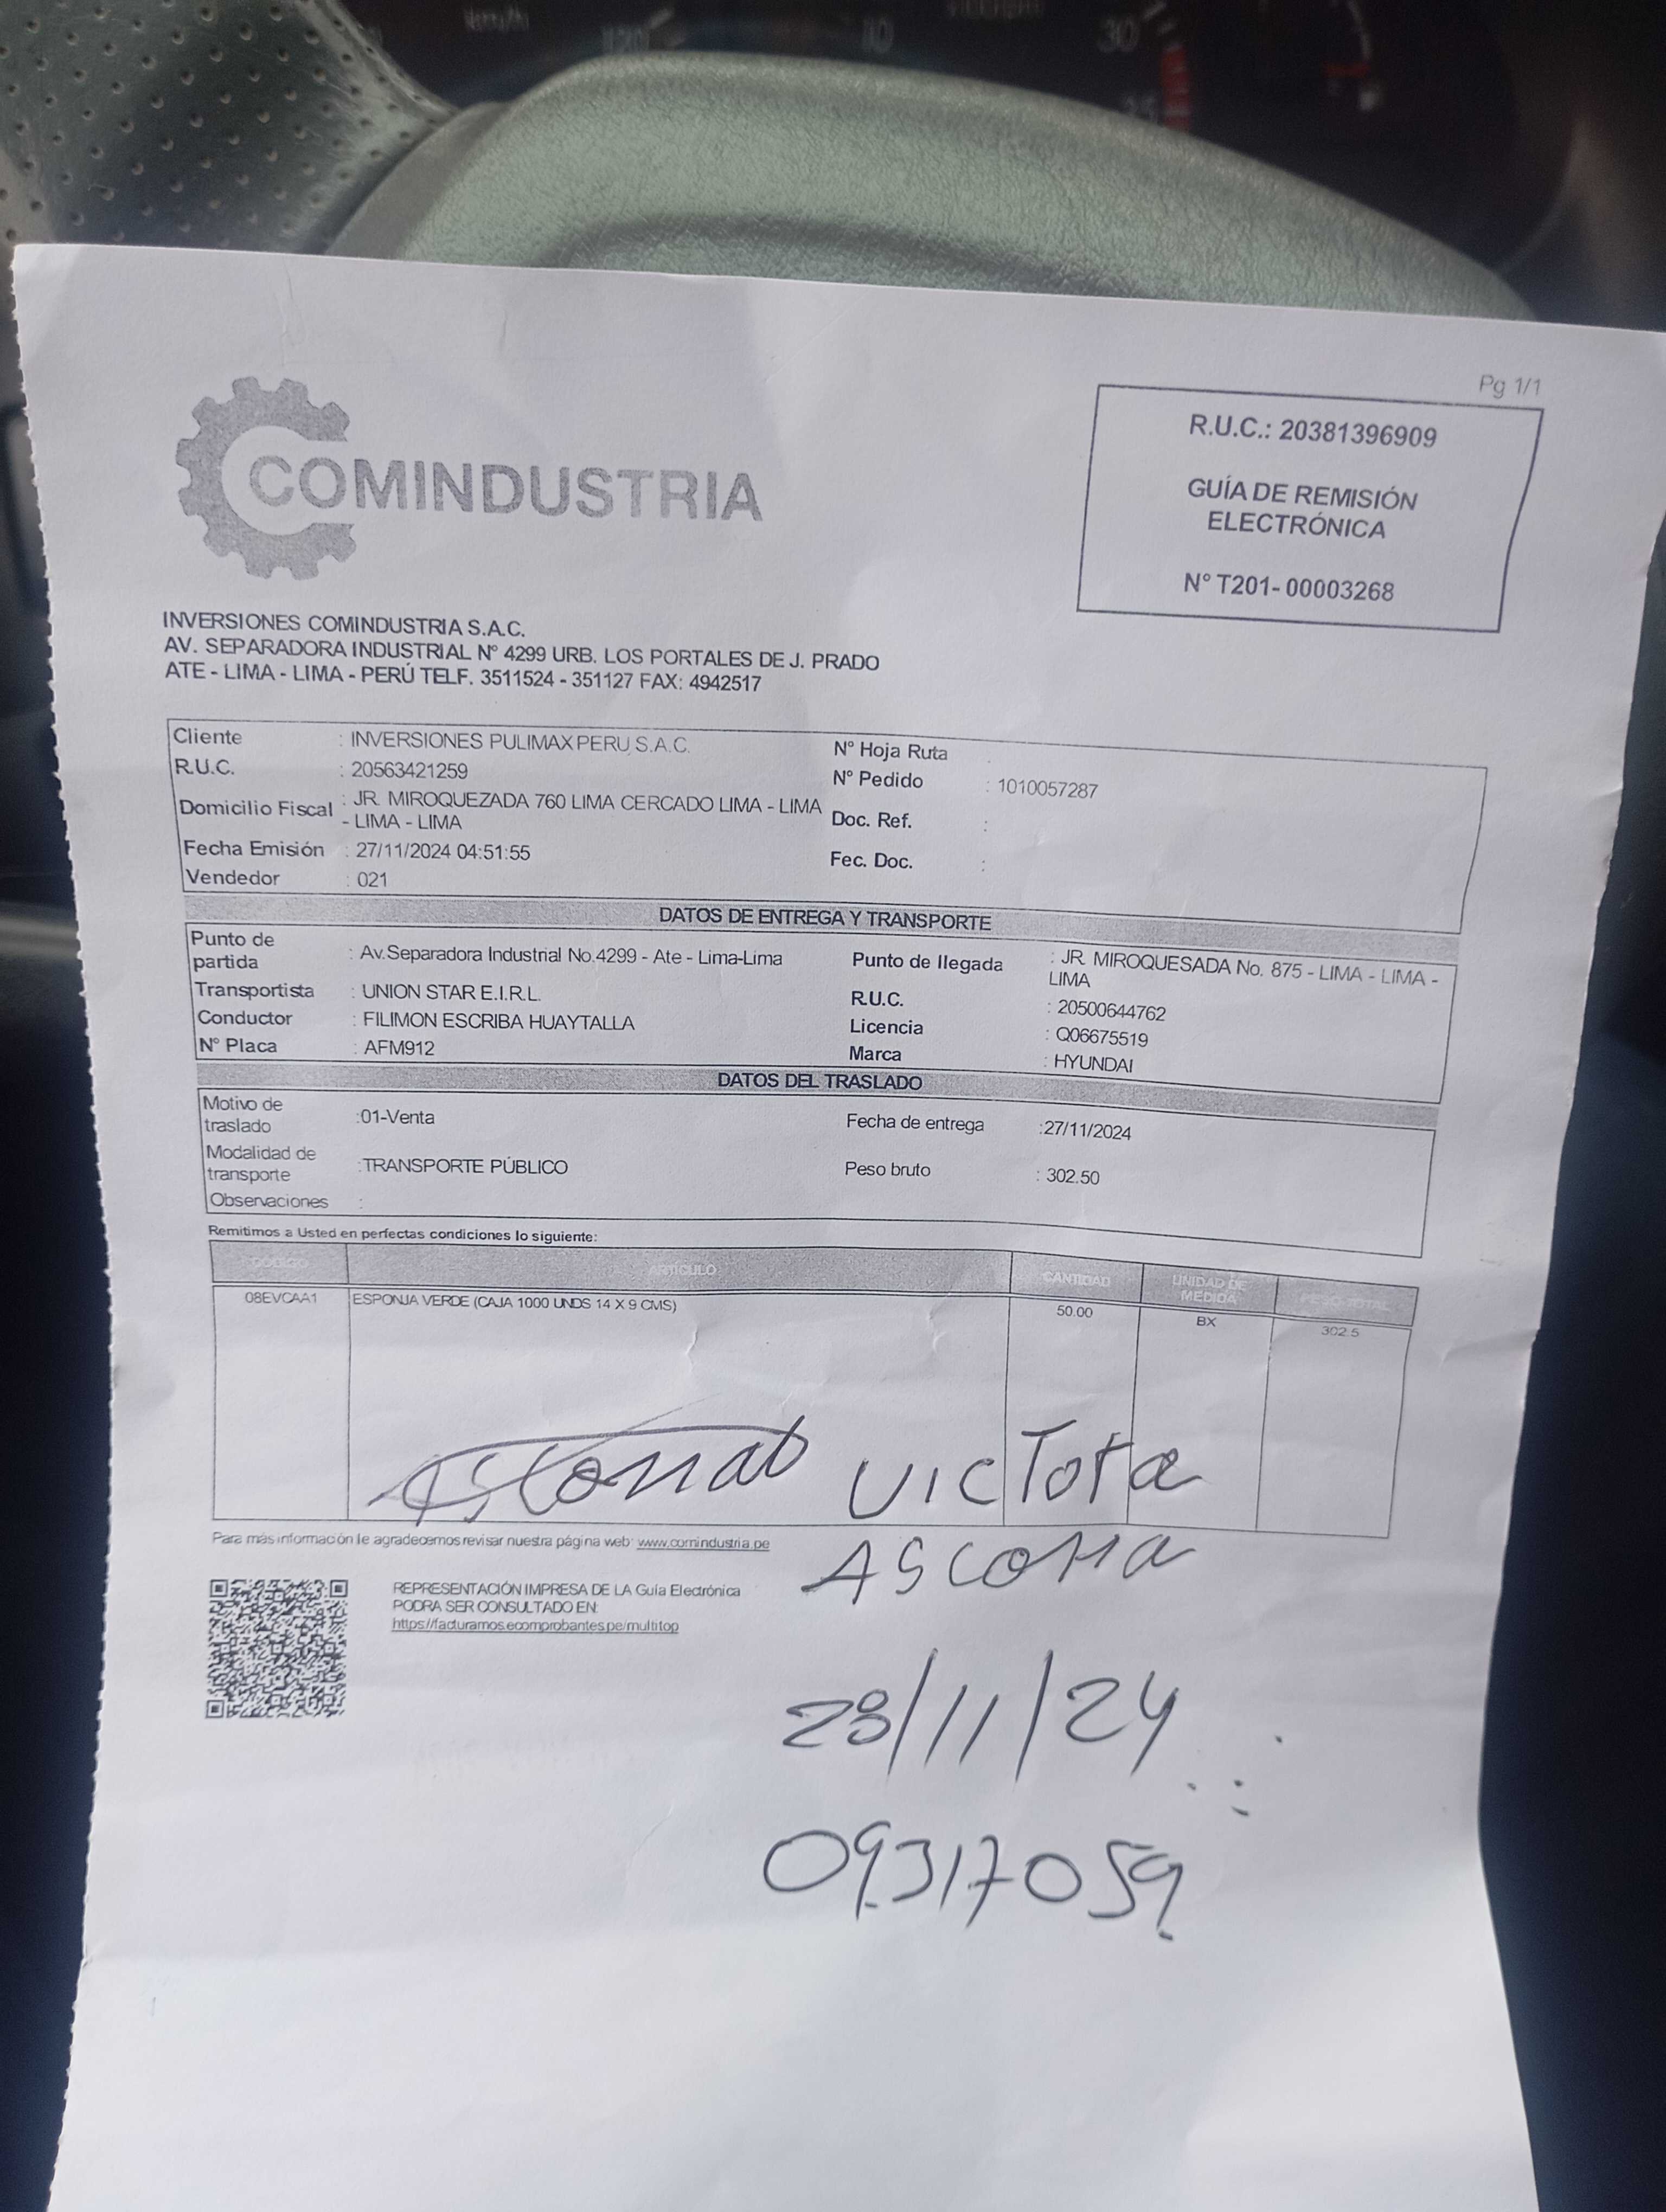 Pg 1/1
R.U.C.: 20381396909
GUÍA DE REMISIÓN
ELECTRÓNICA
N° T201- 00003268
COMINDUSTRIA
INVERSIONES COMINDUSTRIA S.A.C.
AV. SEPARADORA INDUSTRIAL N° 4299 URB. LOS PORTALES DE J. PRADO
ATE - LIMA - LIMA - PERÚ TELF. 3511524 - 351127 FAX: 4942517
Cliente : INVERSIONES PULIMAX PERU, S.A.C.
R.U.C. : 20563421259
Domicilio Fiscal : JR. MIROQUEZADA 760 LIMA CERCADO LIMA - LIMA
- LIMA - LIMA
Fecha Emisión : 27/11/2024 04:51:55
Vendedor : 021
N° Hoja Ruta :
N° Pedido : 1010057287
Doc. Ref. :
Fec. Doc. :
DATOS DE ENTREGA Y TRANSPORTE
Punto de
partida : Av.Separadora Industrial No.4299 - Ate - Lima-Lima
Transportista : UNION STAR E.I.R.L.
Conductor : FILIMON ESCRIBA HUAYTALLA
N° Placa : AFM912
Punto de llegada : JR. MIROQUESADA No. 875 - LIMA - LIMA -
LIMA
R.U.C. : 20500644762
Licencia : Q06675519
Marca : HYUNDAI
DATOS DEL TRASLADO
Motivo de
traslado :01-Venta
Modalidad de
transporte :TRANSPORTE PÚBLICO
Observaciones :
Fecha de entrega :27/11/2024
Peso bruto : 302.50
Remitimos a Usted en perfectas condiciones lo siguiente:
CÓDIGO ARTÍCULO CANTIDAD UNIDAD DE MEDIDA PESO TOTAL
08EVCAA1 ESPONJA VERDE (CAJA 1000 UNDS 14 X 9 CMS) 50.00 BX 302.5
VICTORIA
ASCONA
Para más información le agradecemos revisar nuestra página web: www.comindustria.pe
REPRESENTACIÓN IMPRESA DE LA Guía Electrónica
PODRA SER CONSULTADO EN:
https://facturamos.ecomprobantes.pe/multitop
28/11/24
09317059